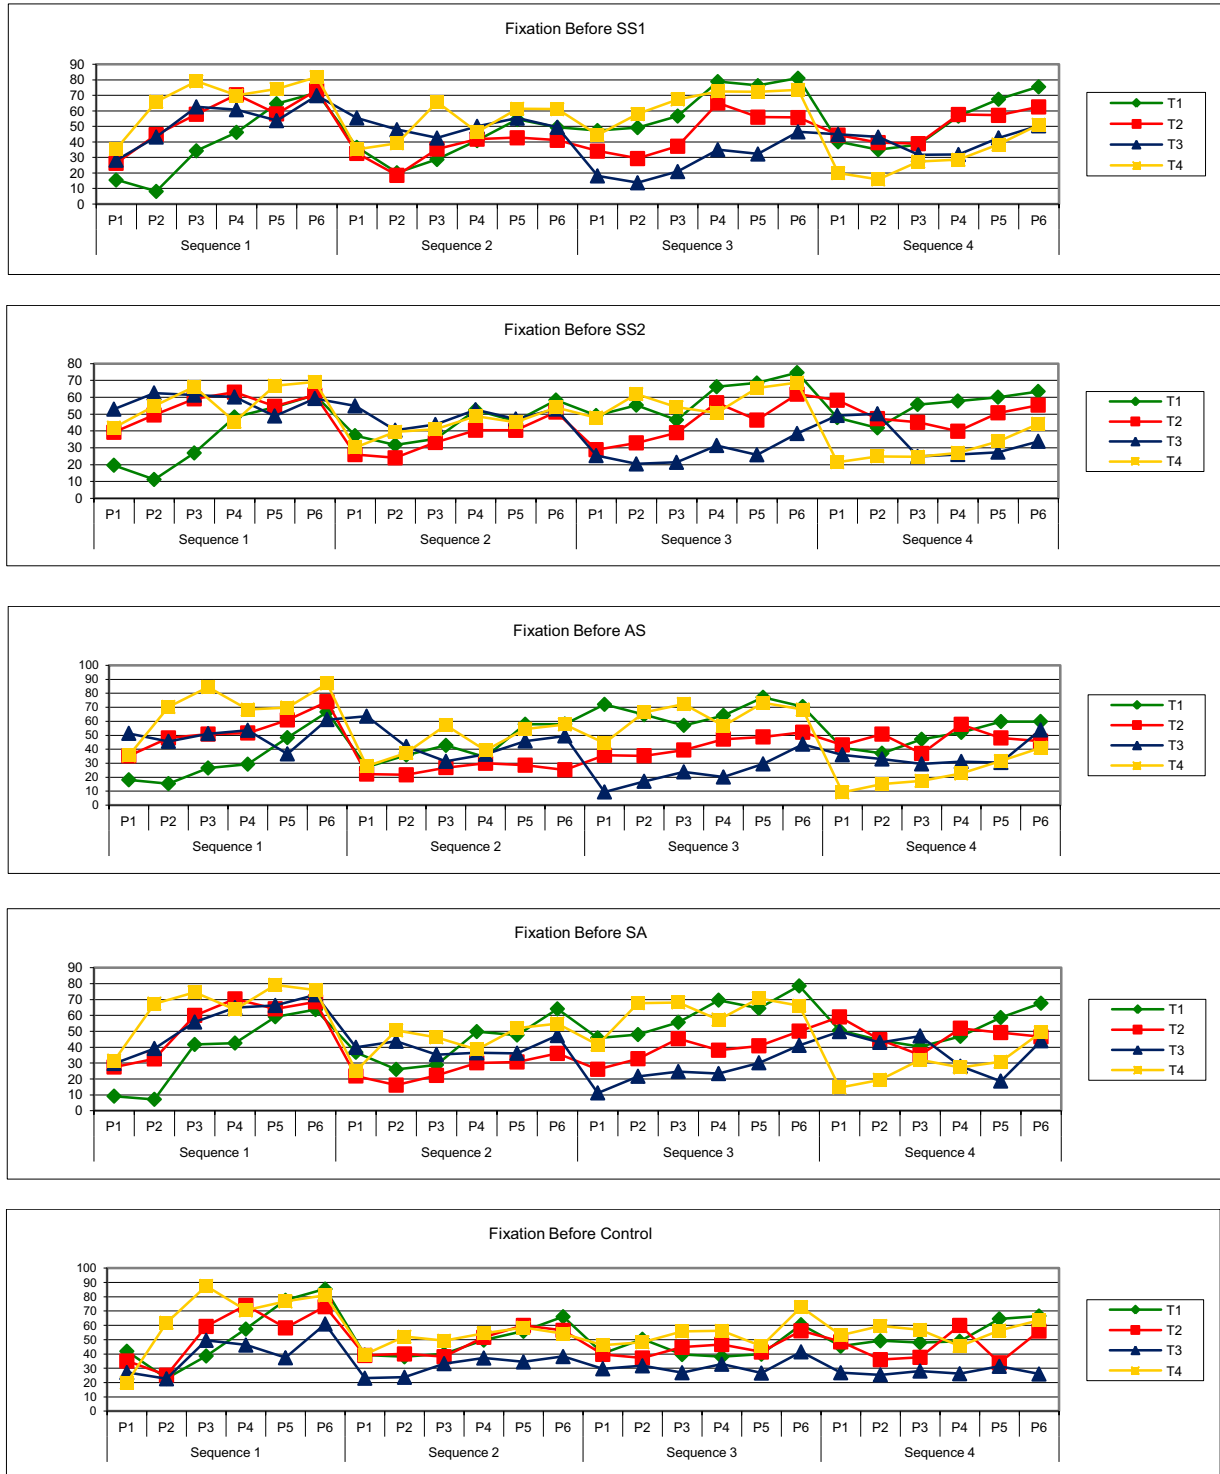 Fixation Before SS1
90
80
70
60
50
40
30
20
10
0
P1 P2 P3 P4 P5 P6 P1 P2 P3 P4 P5 P6 P1 P2 P3 P4 P5 P6 P1 P2 P3 P4 P5 P6
Sequence 1 Sequence 2 Sequence 3 Sequence 4
T1
T2
T3
T4
Fixation Before SS2
80
70
60
50
40
30
20
10
0
P1 P2 P3 P4 P5 P6 P1 P2 P3 P4 P5 P6 P1 P2 P3 P4 P5 P6 P1 P2 P3 P4 P5 P6
Sequence 1 Sequence 2 Sequence 3 Sequence 4
T1
T2
T3
T4
Fixation Before AS
100
90
80
70
60
50
40
30
20
10
0
P1 P2 P3 P4 P5 P6 P1 P2 P3 P4 P5 P6 P1 P2 P3 P4 P5 P6 P1 P2 P3 P4 P5 P6
Sequence 1 Sequence 2 Sequence 3 Sequence 4
T1
T2
T3
T4
Fixation Before SA
90
80
70
60
50
40
30
20
10
0
P1 P2 P3 P4 P5 P6 P1 P2 P3 P4 P5 P6 P1 P2 P3 P4 P5 P6 P1 P2 P3 P4 P5 P6
Sequence 1 Sequence 2 Sequence 3 Sequence 4
T1
T2
T3
T4
Fixation Before Control
100
90
80
70
60
50
40
30
20
10
0
P1 P2 P3 P4 P5 P6 P1 P2 P3 P4 P5 P6 P1 P2 P3 P4 P5 P6 P1 P2 P3 P4 P5 P6
Sequence 1 Sequence 2 Sequence 3 Sequence 4
T1
T2
T3
T4